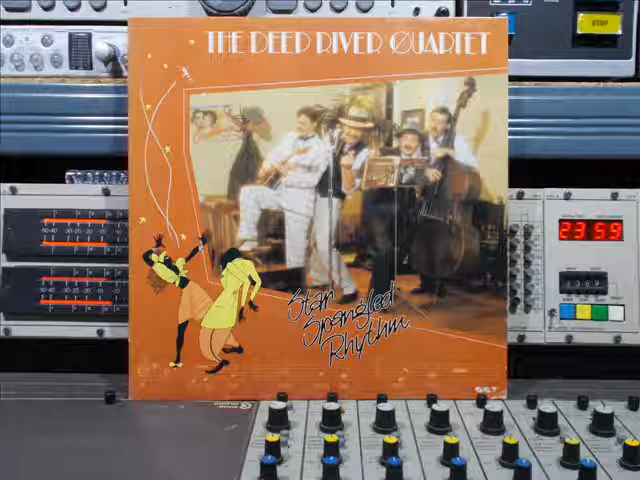 THE DEEP RIVER QUARTET
Star
Spangled
Rhythm
STOP
23 59